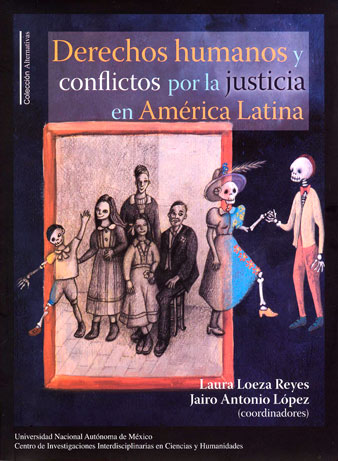 Colección Alternativas
Derechos humanos y
conflictos por la justicia
en América Latina
Laura Loeza Reyes
Jairo Antonio López
(coordinadores)
Universidad Nacional Autónoma de México
Centro de Investigaciones Interdisciplinarias en Ciencias y Humanidades